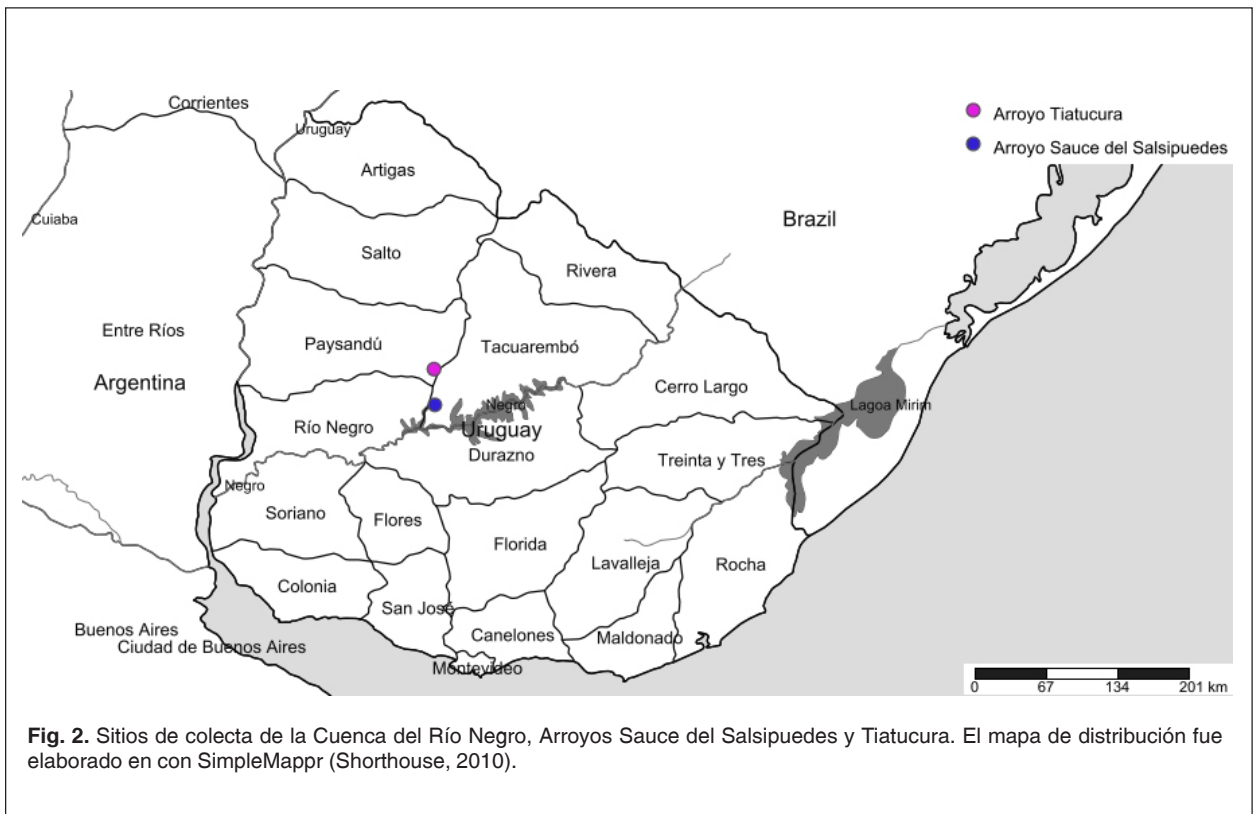 Corrientes
Uruguay
Arroyo Tiatucura
Arroyo Sauce del Salsipuedes
Artigas
Cuiaba
Brazil
Salto
Rivera
Entre Ríos
Paysandú
Tacuarembó
Argentina
Cerro Largo
Negro
Lagoa Mirim
Río Negro
Uruguay
Durazno
Treinta y Tres
Negro
Soriano
Flores
Florida
Lavalleja
Rocha
Colonia
San José
Buenos Aires
Canelones
Maldonado
Ciudad de Buenos Aires
Montevideo
0 67 134 201 km
Fig. 2. Sitios de colecta de la Cuenca del Río Negro, Arroyos Sauce del Salsipuedes y Tiatucura. El mapa de distribución fue
elaborado en con SimpleMappr (Shorthouse, 2010).